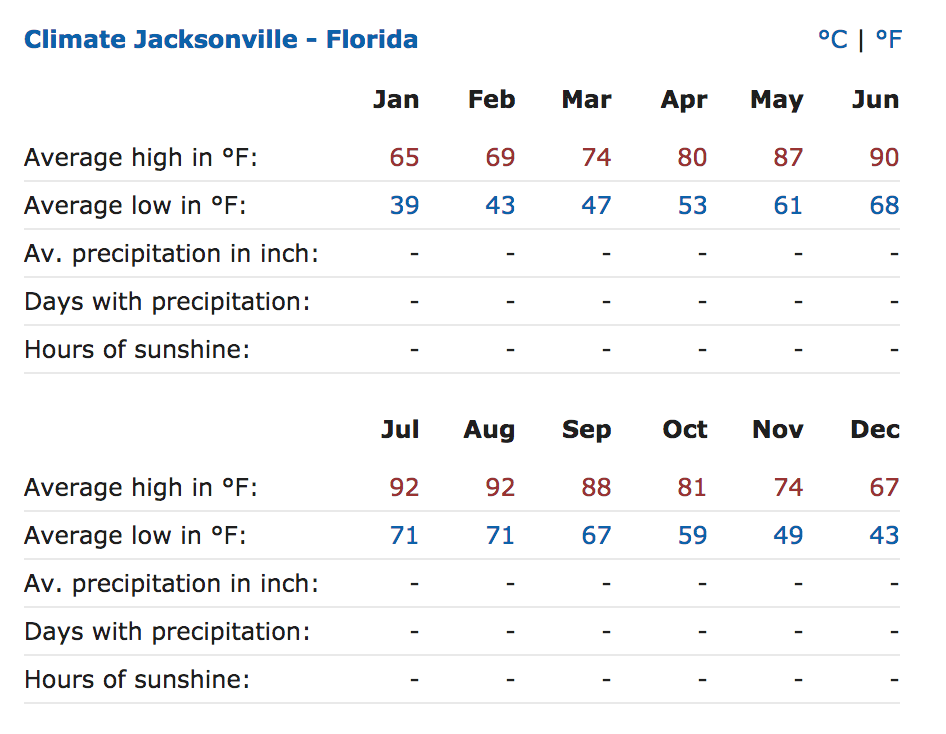 Climate Jacksonville - Florida °C | °F
Jan Feb Mar Apr May Jun
Average high in °F: 65 69 74 80 87 90
Average low in °F: 39 43 47 53 61 68
Av. precipitation in inch: - - - - - -
Days with precipitation: - - - - - -
Hours of sunshine: - - - - - -
Jul Aug Sep Oct Nov Dec
Average high in °F: 92 92 88 81 74 67
Average low in °F: 71 71 67 59 49 43
Av. precipitation in inch: - - - - - -
Days with precipitation: - - - - - -
Hours of sunshine: - - - - - -